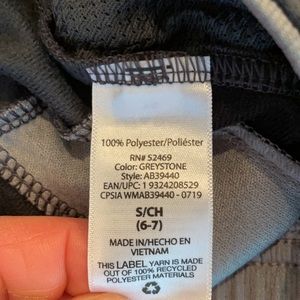 100% Polyester/Poliéster
RN# 52469
Color: GREYSTONE
Style: AB39440
EAN/UPC: 1 9324208529
CPSIA WMAB39440 - 0719
S/CH
(6-7)
MADE IN/HECHO EN
VIETNAM
THIS LABEL YARN IS MADE
OUT OF 100% RECYCLED
POLYESTER MATERIALS